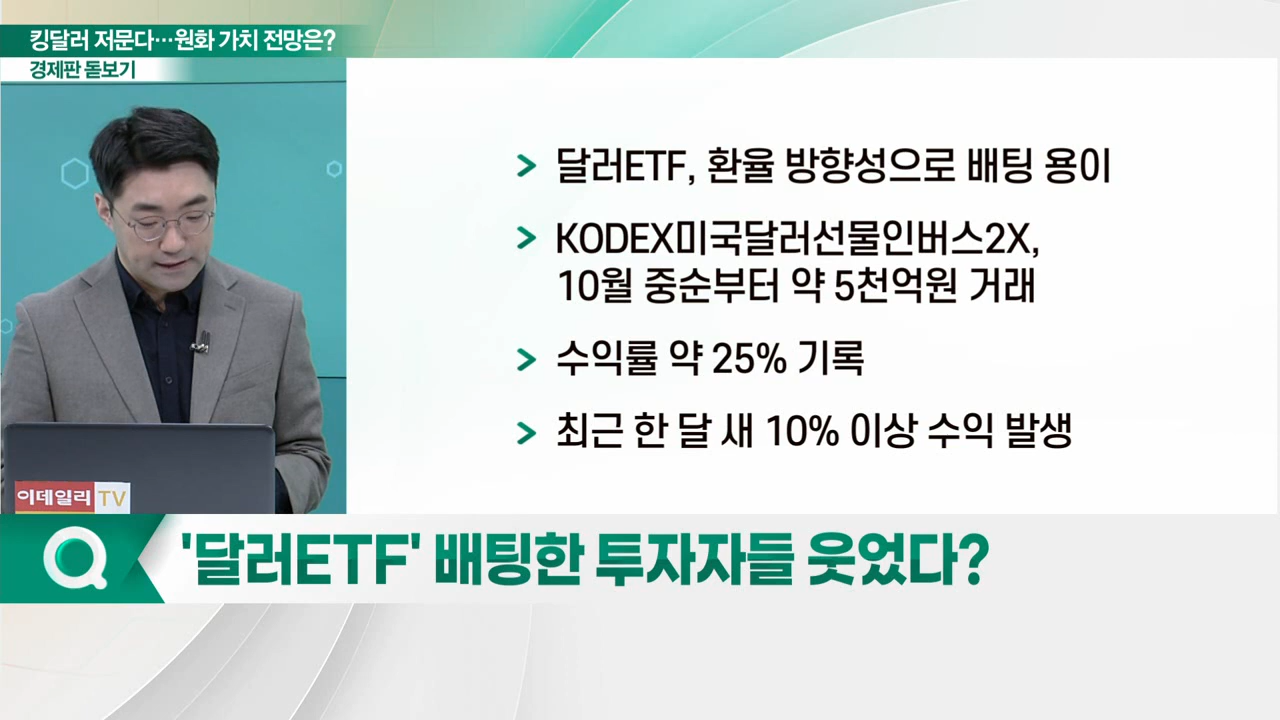 킹달러 저문다…원화 가치 전망은?
경제판 돋보기
> 달러ETF, 환율 방향성으로 배팅 용이
> KODEX미국달러선물인버스2X,
10월 중순부터 약 5천억원 거래
> 수익률 약 25% 기록
> 최근 한 달 새 10% 이상 수익 발생
이데일리TV
Q '달러ETF' 배팅한 투자자들 웃었다?